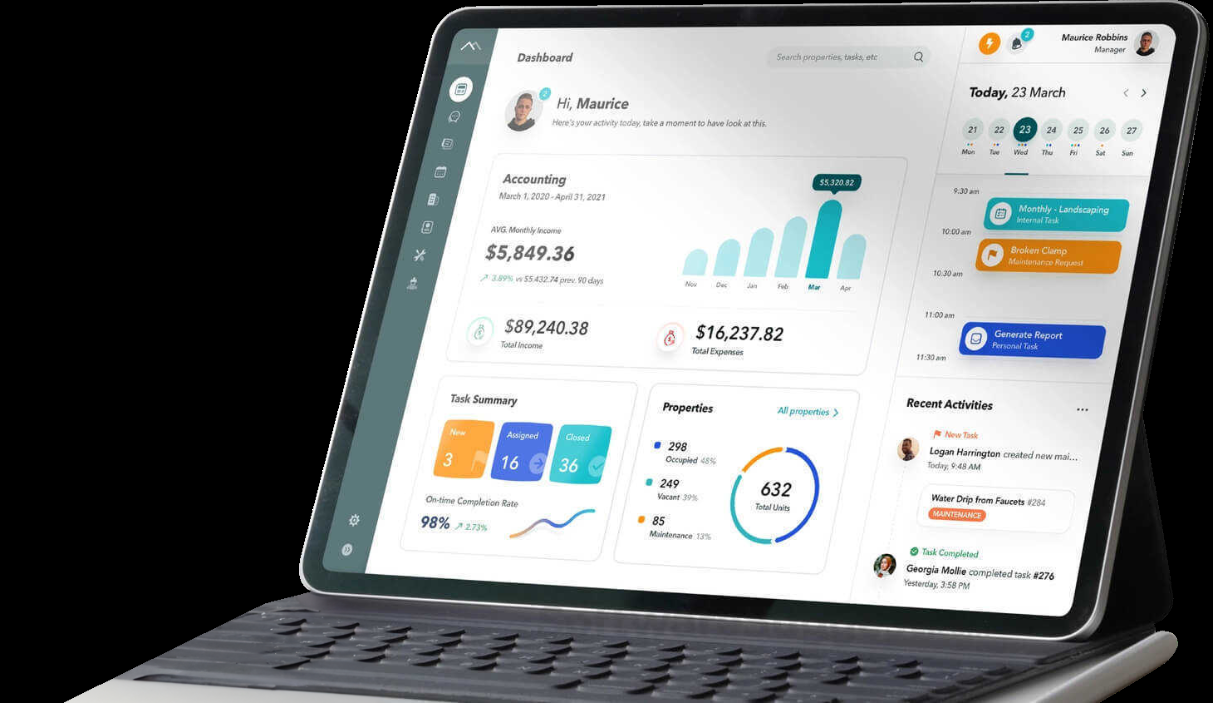 Dashboard
Search properties, tasks, etc
2
Maurice Robbins
Manager
2
Hi, Maurice
Here's your activity today, take a moment to have look at this.
Today, 23 March
21 22 23 24 25 26 27
Mon Tue Wed Thu Fri Sat Sun
Accounting
March 1, 2020 - April 31, 2021
AVG. Monthly Income
$5,849.36
3.89% vs $5.432.74 prev. 90 days
$5,320.82
Nov Dec Jan Feb Mar Apr
$89,240.38
Total Income
$16,237.82
Total Expenses
9:30 am
Monthly - Landscaping
Internal Task
10:00 am
Broken Clamp
Maintenance Request
10:30 am
11:00 am
Generate Report
Personal Task
11:30 am
Task Summary
New
3
Assigned
16
Closed
36
On-time Completion Rate
98% 2.73%
Properties
All properties
298
Occupied 48%
249
Vacant 39%
85
Maintenance 13%
632
Total Units
Recent Activities
New Task
Logan Harrington created new mai...
Today, 9:48 AM
Water Drip from Faucets #284
MAINTENANCE
Task Completed
Georgia Mollie completed task #276
Yesterday, 3:58 PM